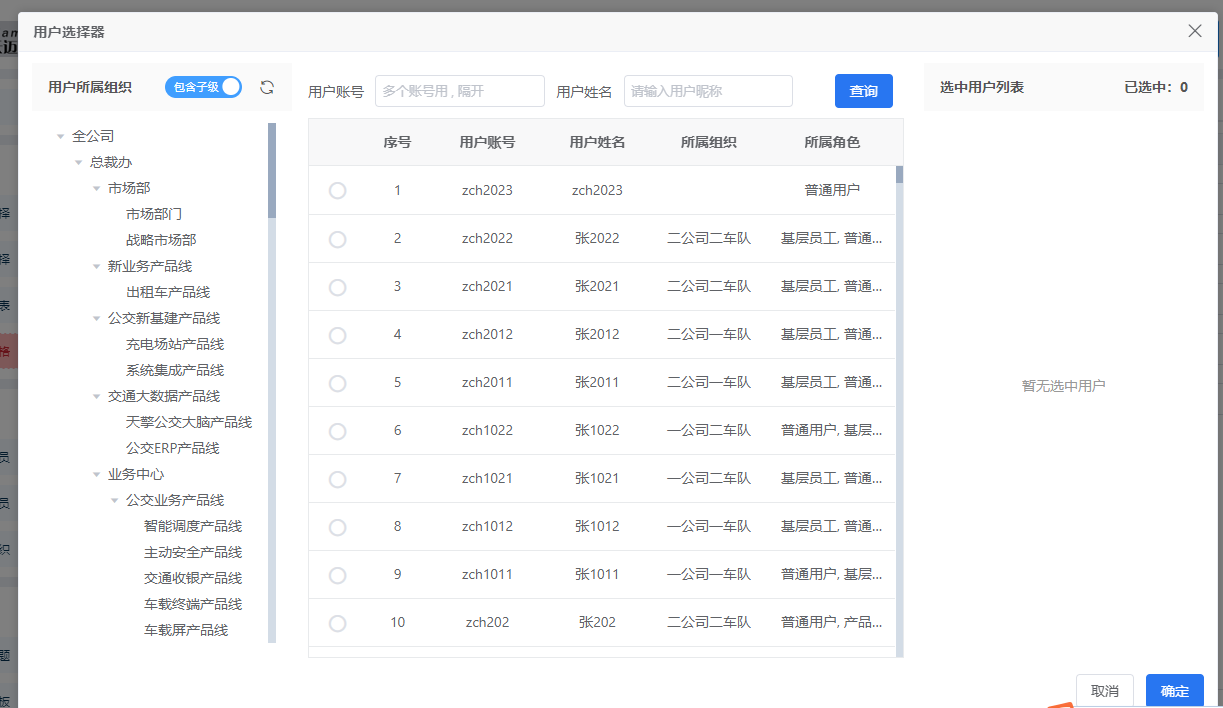 用户选择器
用户所属组织 包含子级
全公司
总裁办
市场部
市场部门
战略市场部
新业务产品线
出租车产品线
公交新基建产品线
充电场站产品线
系统集成产品线
交通大数据产品线
天擎公交大脑产品线
公交ERP产品线
业务中心
公交业务产品线
智能调度产品线
主动安全产品线
交通收银产品线
车载终端产品线
车载屏产品线
用户账号 多个账号用 , 隔开 用户姓名 请输入用户昵称 查询
序号 用户账号 用户姓名 所属组织 所属角色
1 zch2023 zch2023 普通用户
2 zch2022 张2022 二公司二车队 基层员工, 普通...
3 zch2021 张2021 二公司二车队 基层员工, 普通...
4 zch2012 张2012 二公司一车队 基层员工, 普通...
5 zch2011 张2011 二公司一车队 基层员工, 普通...
6 zch1022 张1022 一公司二车队 普通用户, 基层...
7 zch1021 张1021 一公司二车队 基层员工, 普通...
8 zch1012 张1012 一公司一车队 基层员工, 普通...
9 zch1011 张1011 一公司一车队 普通用户, 基层...
10 zch202 张202 二公司二车队 普通用户, 产品...
选中用户列表 已选中：0
暂无选中用户
取消 确定
择
择
表
格
员
员
织
题
板